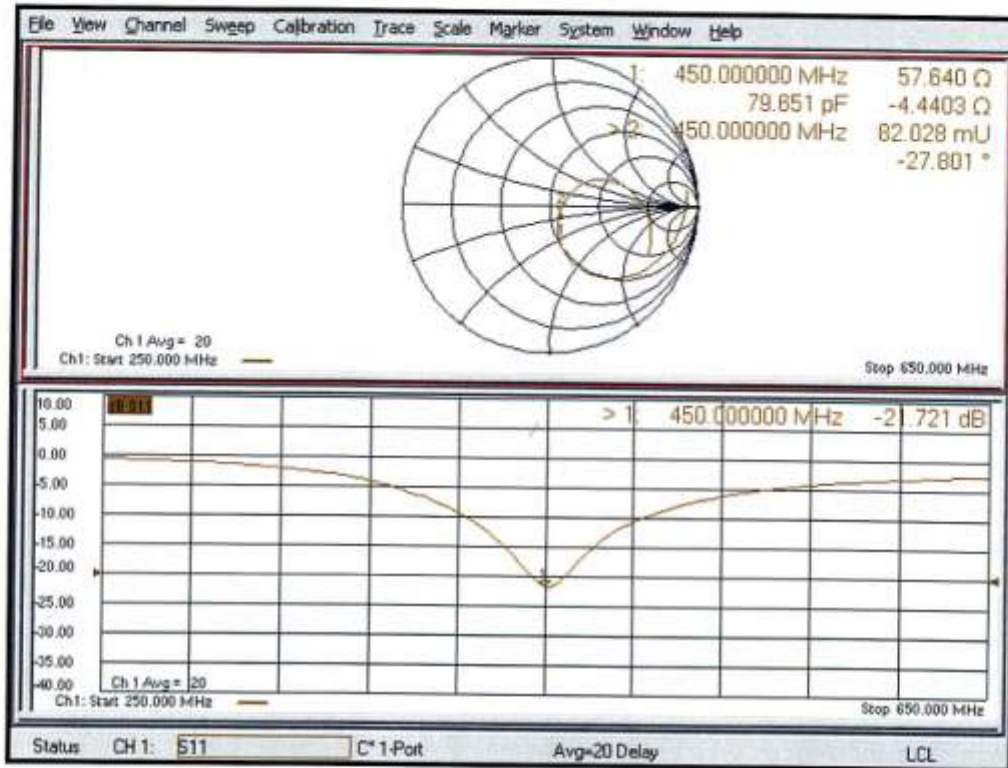 File View Channel Sweep Calibration Trace Scale Marker System Window Help
1: 450.000000 MHz 57.640 Ω
79.651 pF -4.4403 Ω
> 2: 450.000000 MHz 82.028 mU
-27.801 °
Ch 1 Avg = 20
Ch1: Start 250.000 MHz
Stop 650.000 MHz
10.00
> 1: 450.000000 MHz -21.721 dB
5.00
0.00
-5.00
-10.00
-15.00
-20.00
1
-25.00
-30.00
-35.00
-40.00
Ch 1 Avg = 20
Ch1: Start 250.000 MHz
Stop 650.000 MHz
Status CH 1: S11 C* 1-Port Avg=20 Delay LCL